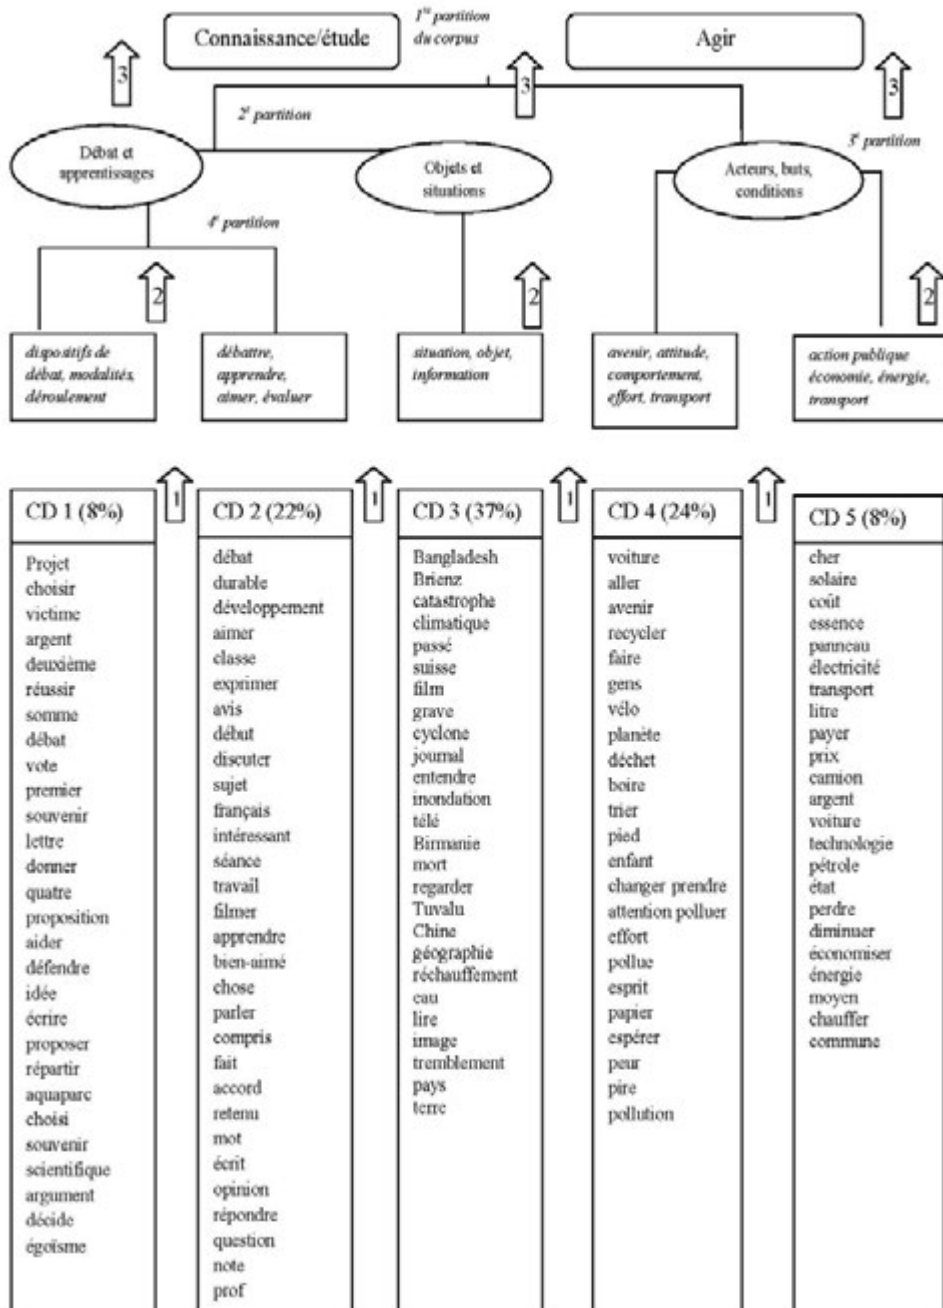 1re partition
du corpus
Connaissance/étude
Agir
3
3
3
2e partition
3e partition
Débat et
apprentissages
Objets et
situations
Acteurs, buts,
conditions
4e partition
2
2
2
dispositifs de
débat, modalités,
déroulement
débattre,
apprendre,
aimer, évaluer
situation, objet,
information
avenir, attitude,
comportement,
effort, transport
action publique
économie, énergie,
transport
1
1
1
1
CD 1 (8%)
Projet
choisir
victime
argent
deuxième
réussir
somme
débat
vote
premier
souvenir
lettre
donner
quatre
proposition
aider
défendre
idée
écrire
proposer
répartir
aquaparc
choisi
souvenir
scientifique
argument
décide
égoïsme
CD 2 (22%)
débat
durable
développement
aimer
classe
exprimer
avis
début
discuter
sujet
français
intéressant
séance
travail
filmer
apprendre
bien-aimé
chose
parler
compris
fait
accord
retenu
mot
écrit
opinion
répondre
question
note
prof
CD 3 (37%)
Bangladesh
Brienz
catastrophe
climatique
passé
suisse
film
grave
cyclone
journal
entendre
inondation
télé
Birmanie
mort
regarder
Tuvalu
Chine
géographie
réchauffement
eau
lire
image
tremblement
pays
terre
CD 4 (24%)
voiture
aller
avenir
recycler
faire
gens
vélo
planète
déchet
boire
trier
pied
enfant
changer prendre
attention polluer
effort
pollue
esprit
papier
espérer
peur
pire
pollution
CD 5 (8%)
cher
solaire
coût
essence
panneau
électricité
transport
litre
payer
prix
camion
argent
voiture
technologie
pétrole
état
perdre
diminuer
économiser
énergie
moyen
chauffer
commune